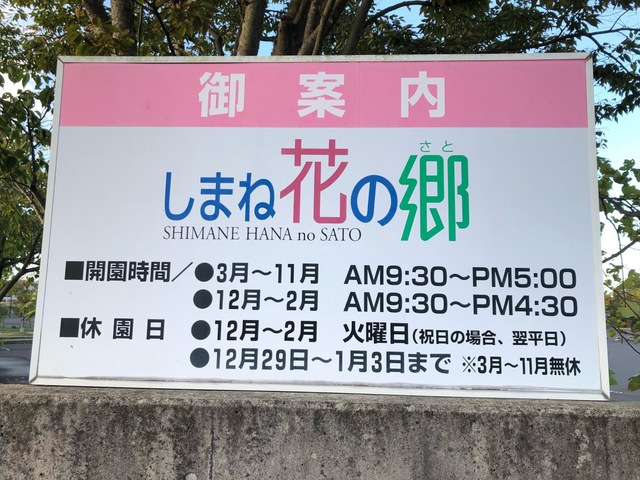 御案内
さと
しまね花の郷
SHIMANE HANA no SATO
■開園時間／●3月〜11月 AM9:30〜PM5:00
●12月〜2月 AM9:30〜PM4:30
■休園日 ●12月〜2月 火曜日(祝日の場合、翌平日)
●12月29日〜1月3日まで ※3月〜11月無休